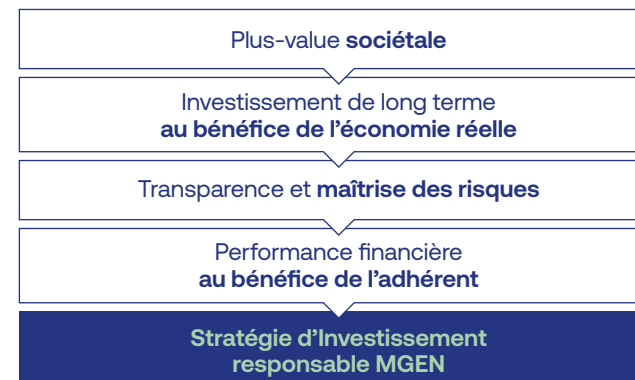 Plus-value sociétale
Investissement de long terme
au bénéfice de l’économie réelle
Transparence et maîtrise des risques
Performance financière
au bénéfice de l’adhérent
Stratégie d’Investissement
responsable MGEN